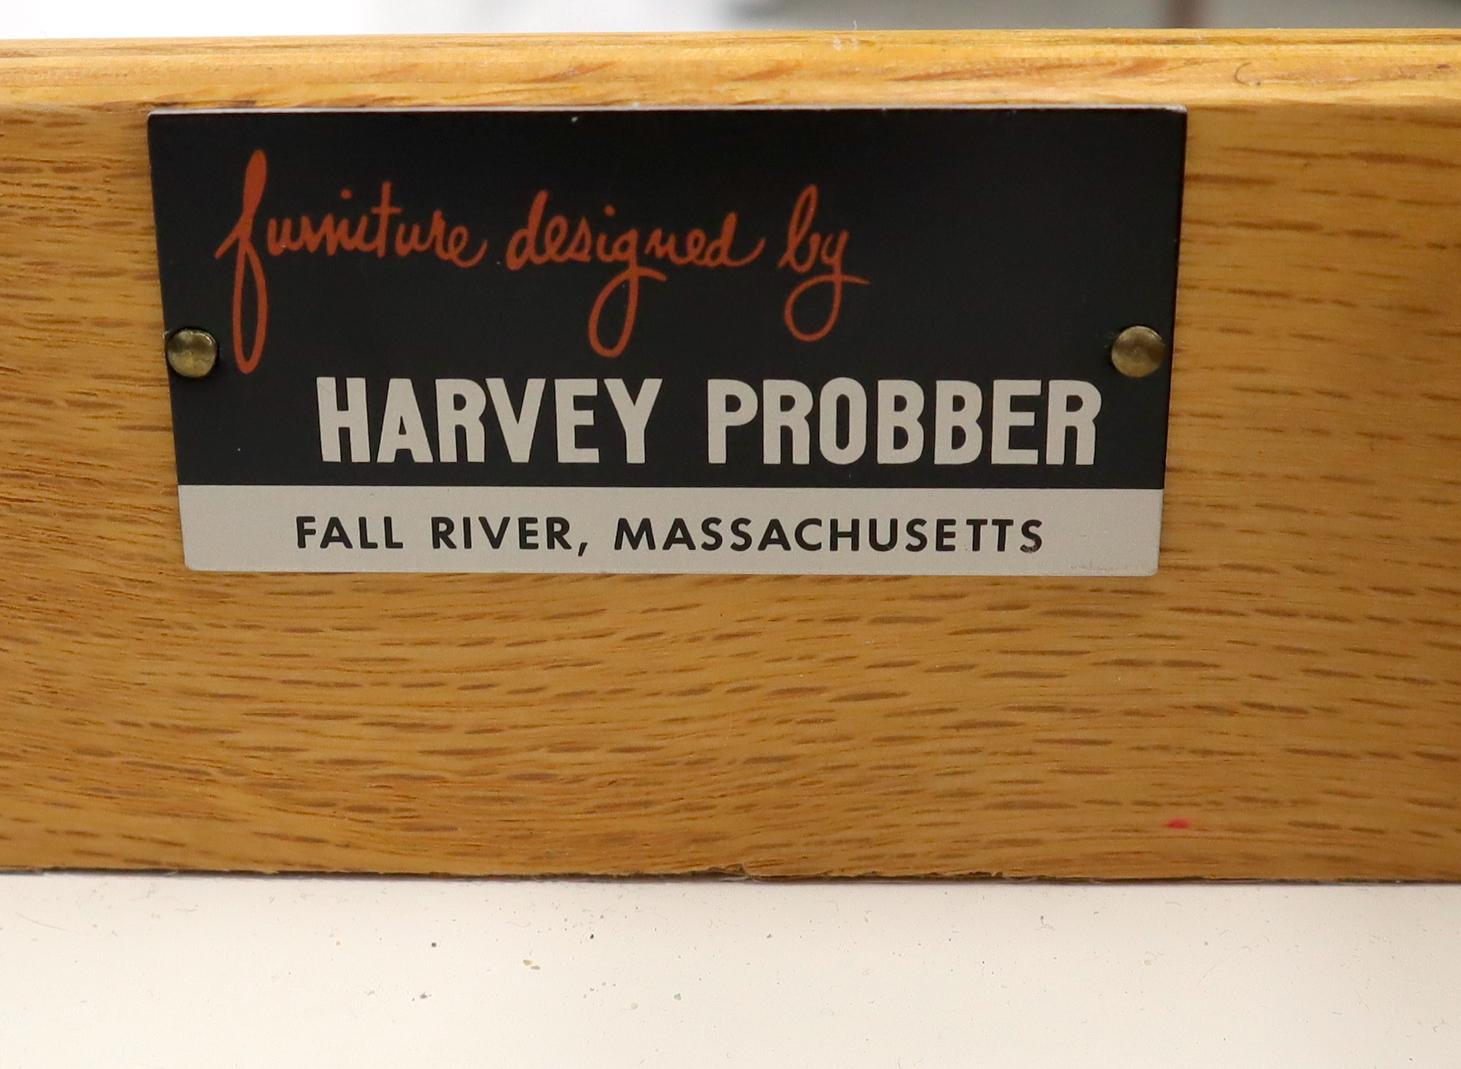 furniture designed by
HARVEY PROBBER
FALL RIVER, MASSACHUSETTS